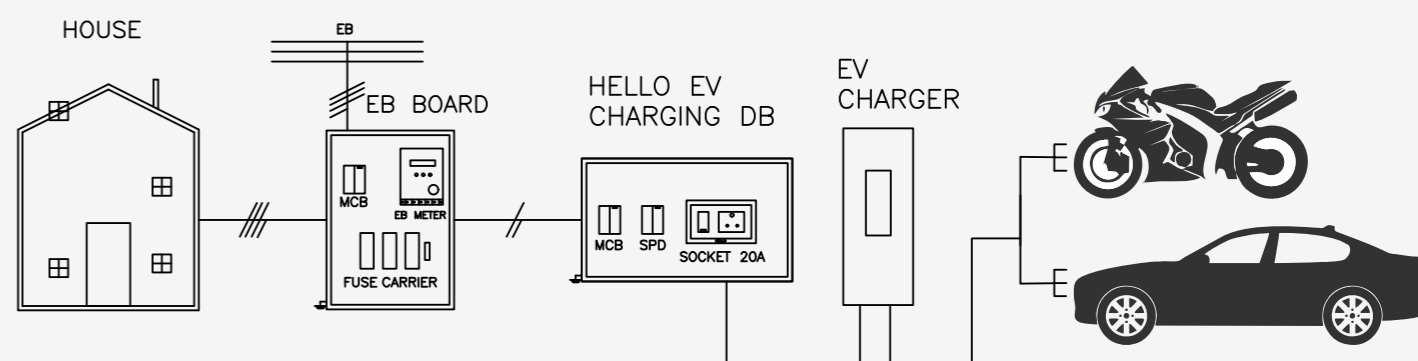 HOUSE
EB
EB BOARD
MCB
EB METER
FUSE CARRIER
HELLO EV
CHARGING DB
MCB
SPD
SOCKET 20A
EV
CHARGER